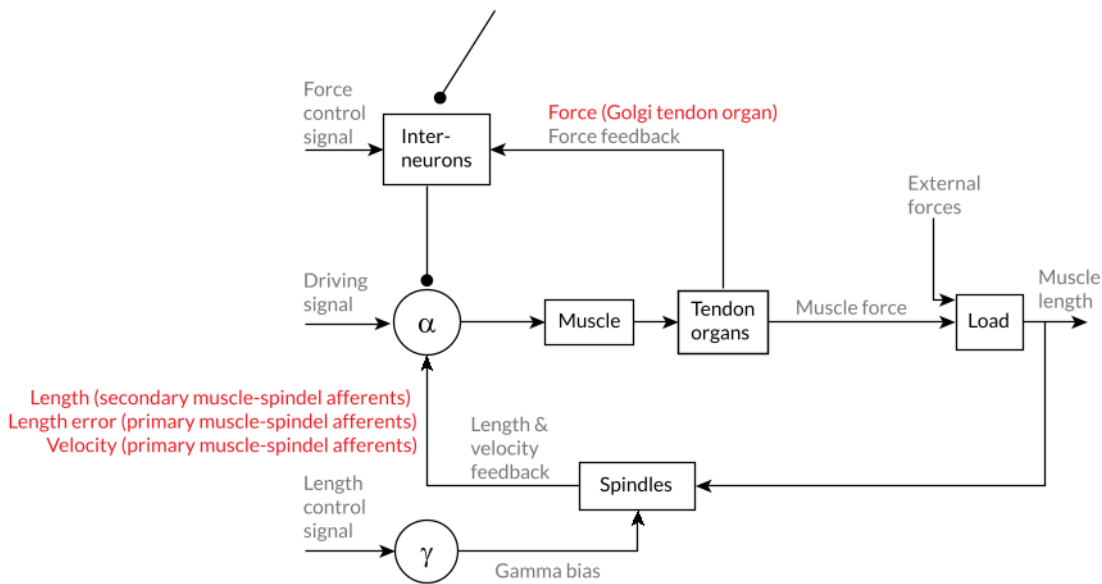 Force
control
signal
Inter-
neurons
Force (Golgi tendon organ)
Force feedback
External
forces
Driving
signal
α
Muscle
Tendon
organs
Muscle force
Load
Muscle
length
Length (secondary muscle-spindel afferents)
Length error (primary muscle-spindel afferents)
Velocity (primary muscle-spindel afferents)
Length &
velocity
feedback
Spindles
Length
control
signal
γ
Gamma bias